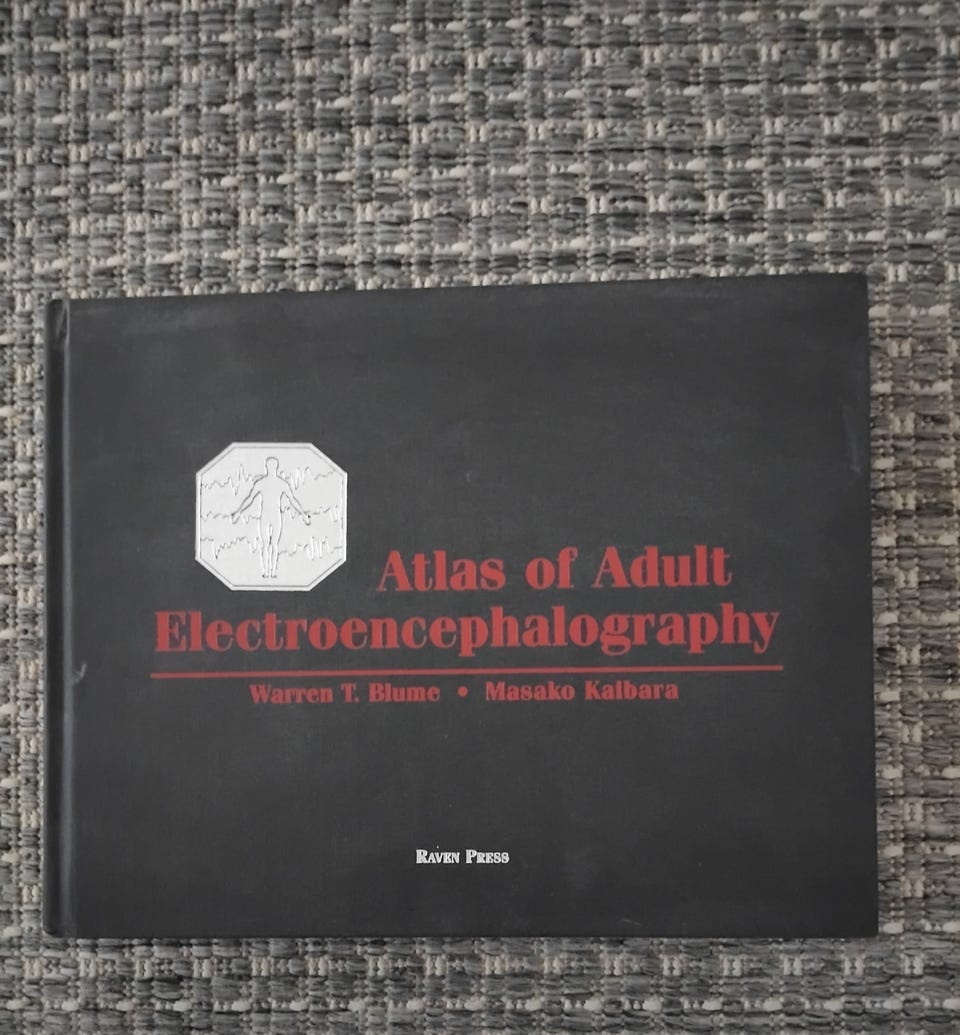 Atlas of Adult
Electroencephalography
Warren T. Blume • Masako Kaibara
RAVEN PRESS